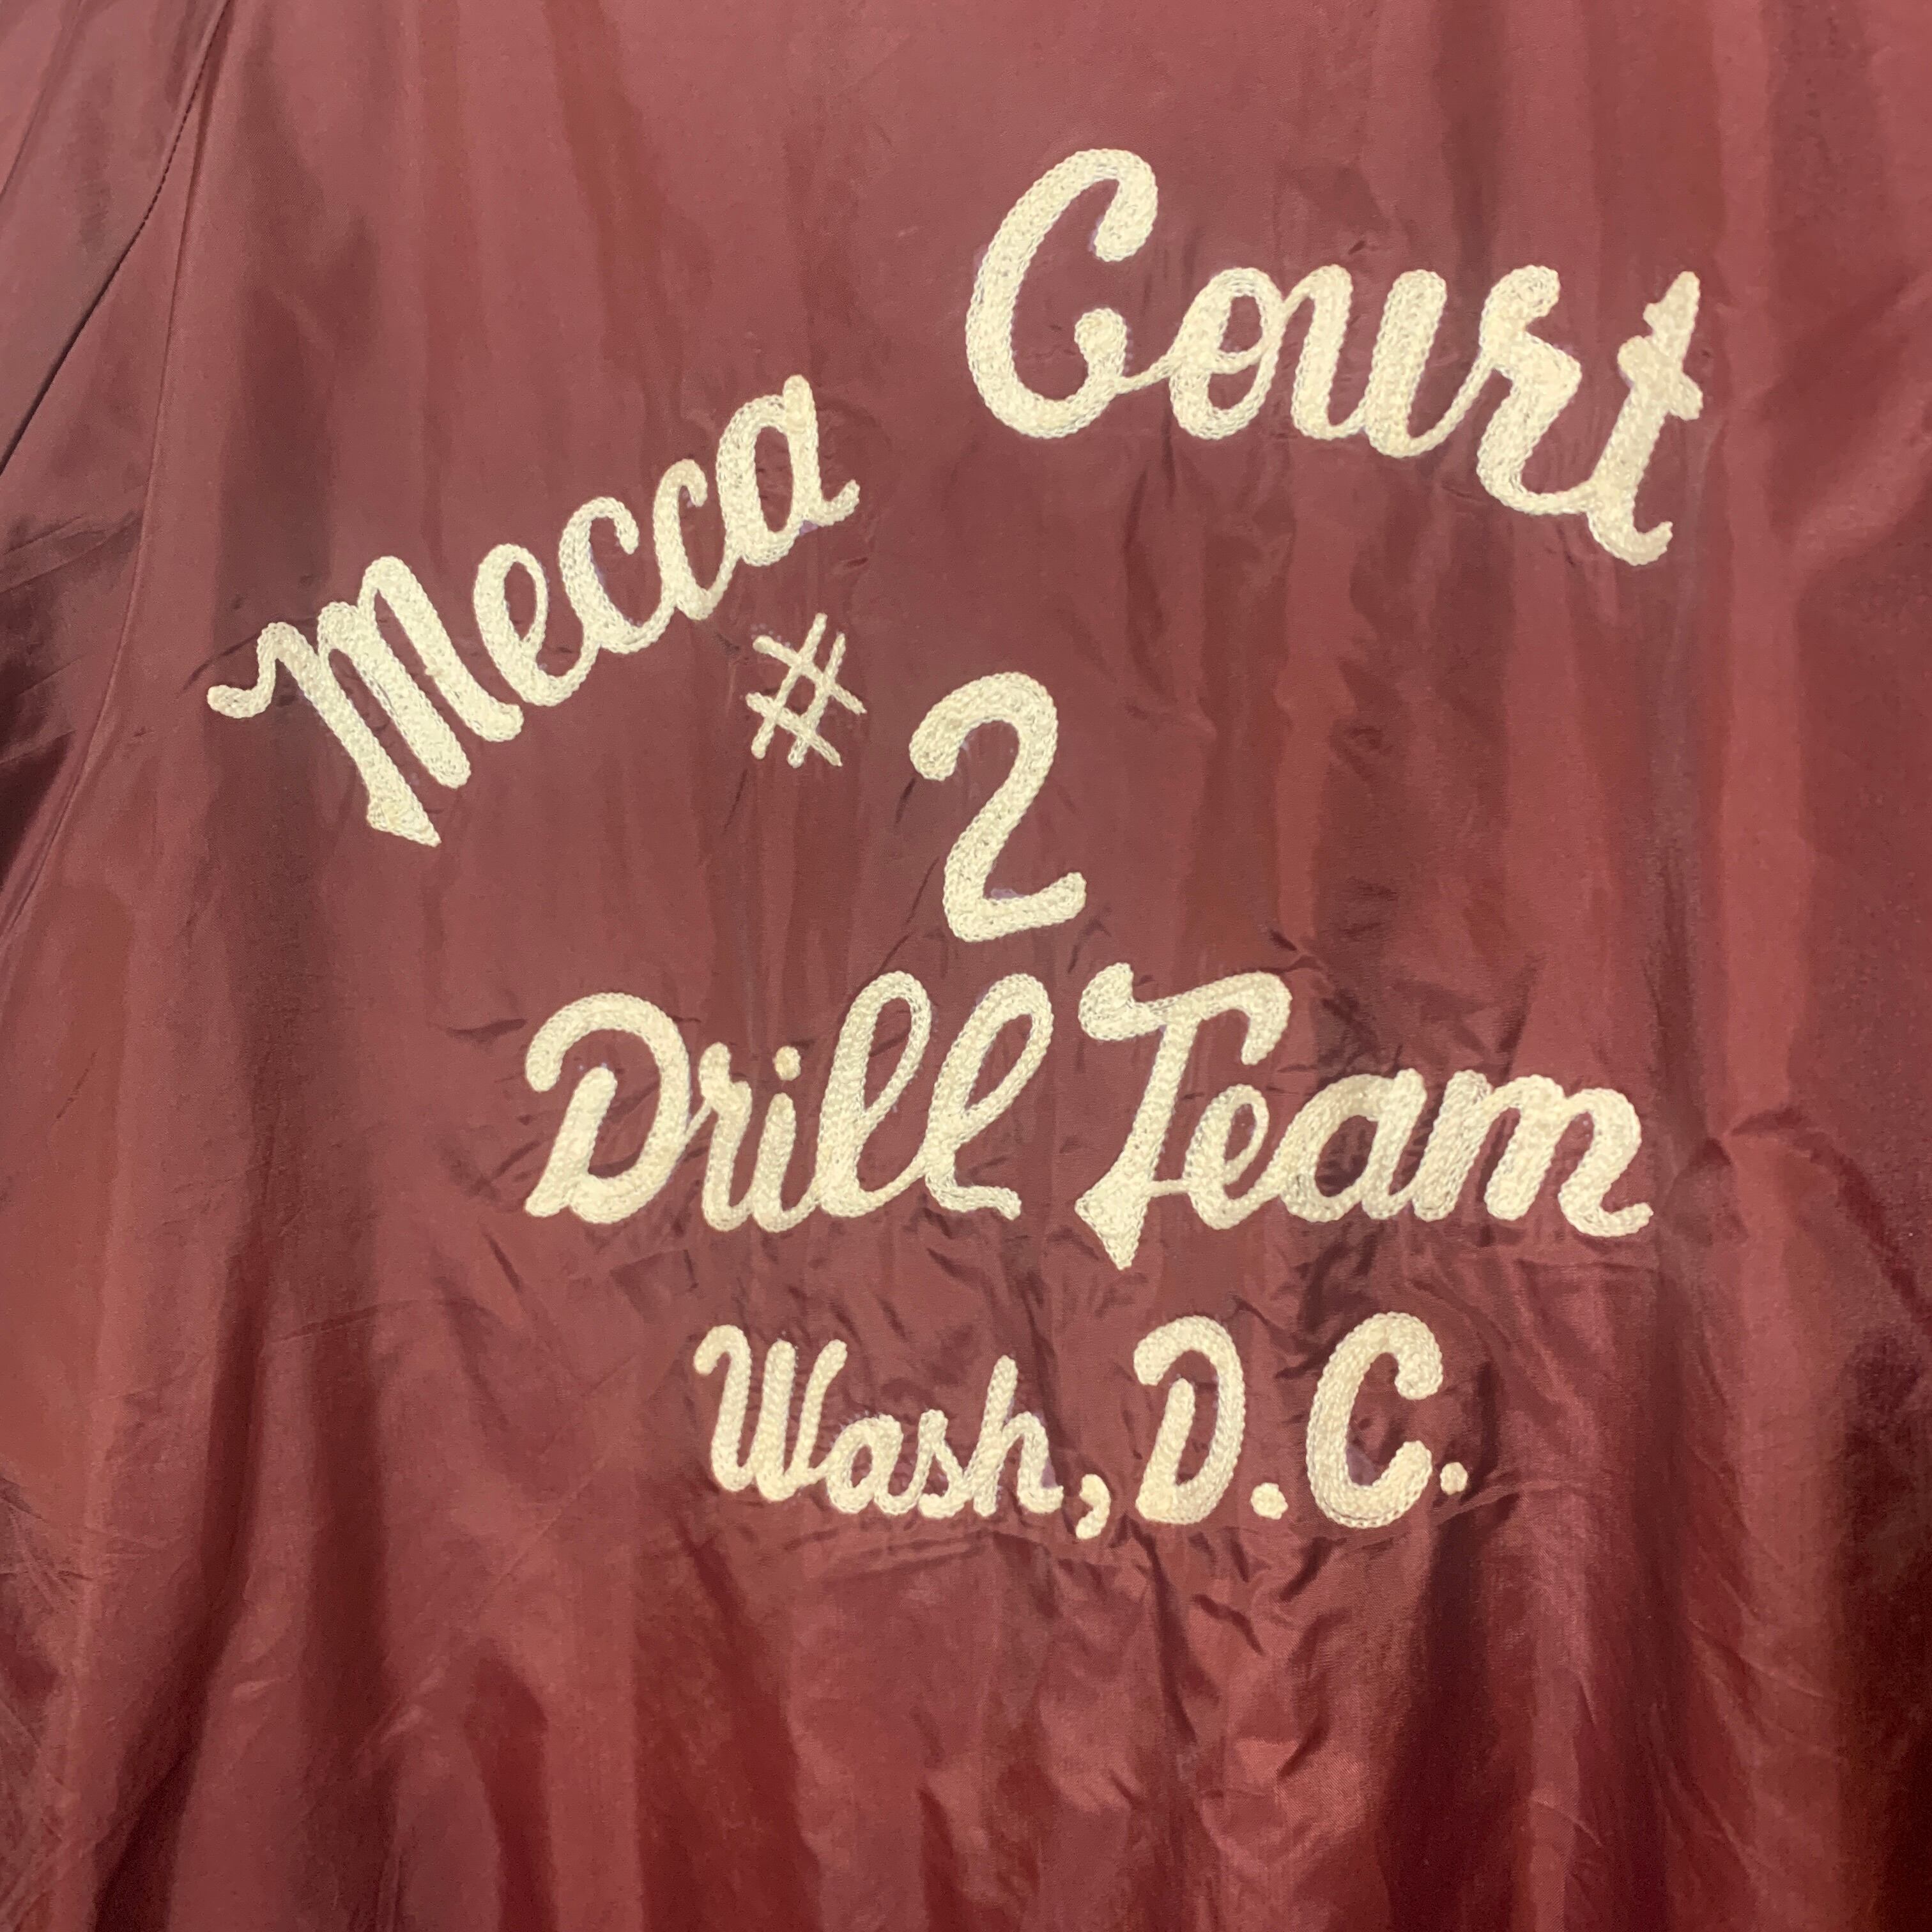 Mecca Court
# 2
Drill Team
Wash, D.C.